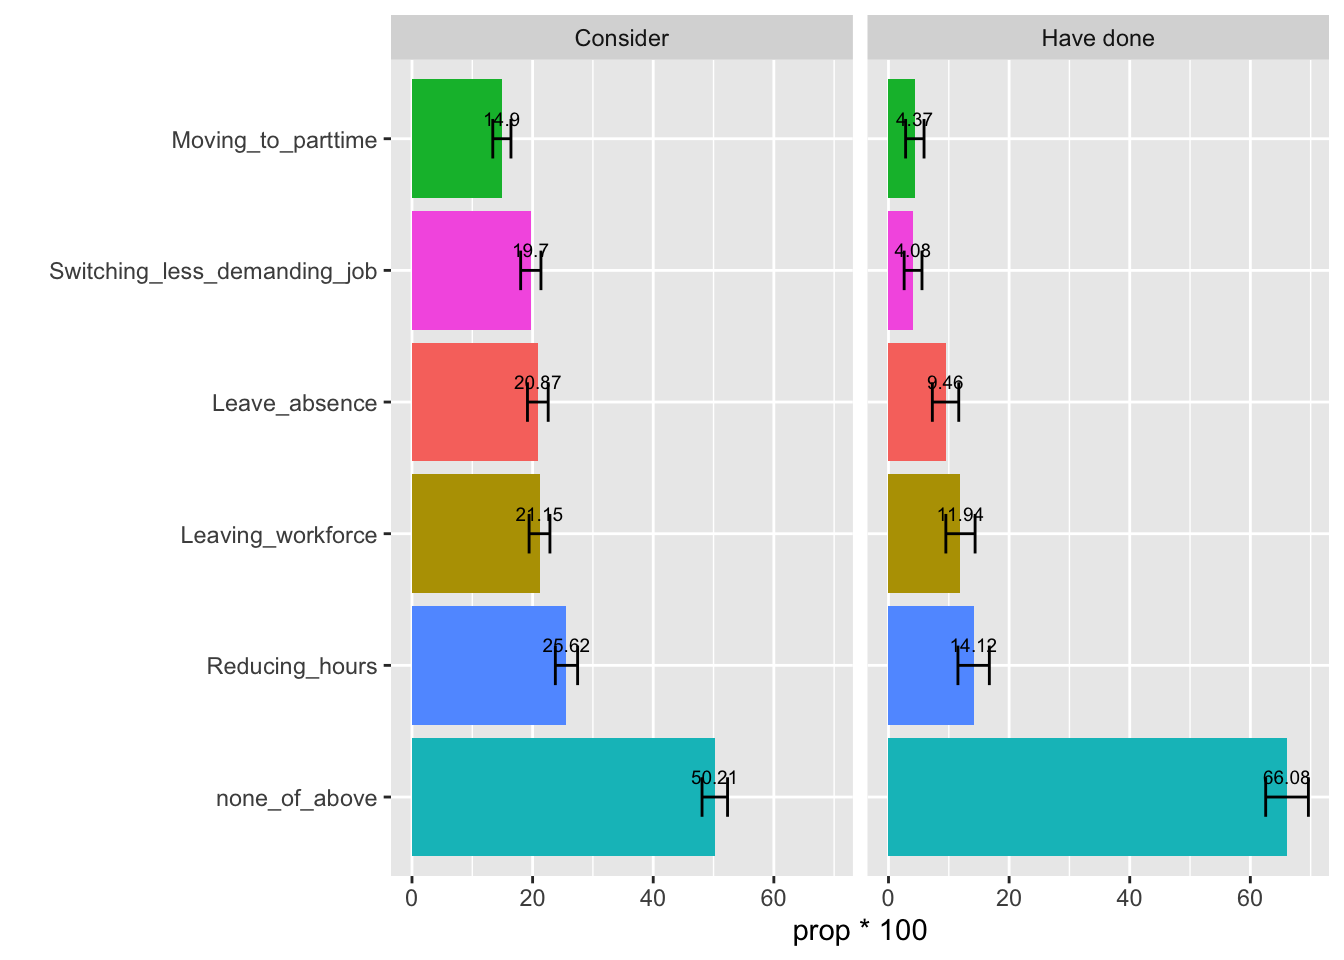 Consider Have done
Moving_to_parttime 14.9 4.37
Switching_less_demanding_job 19.7 4.08
Leave_absence 20.87 9.46
Leaving_workforce 21.15 11.94
Reducing_hours 25.62 14.12
none_of_above 50.21 66.08
0 20 40 60 0 20 40 60
prop * 100